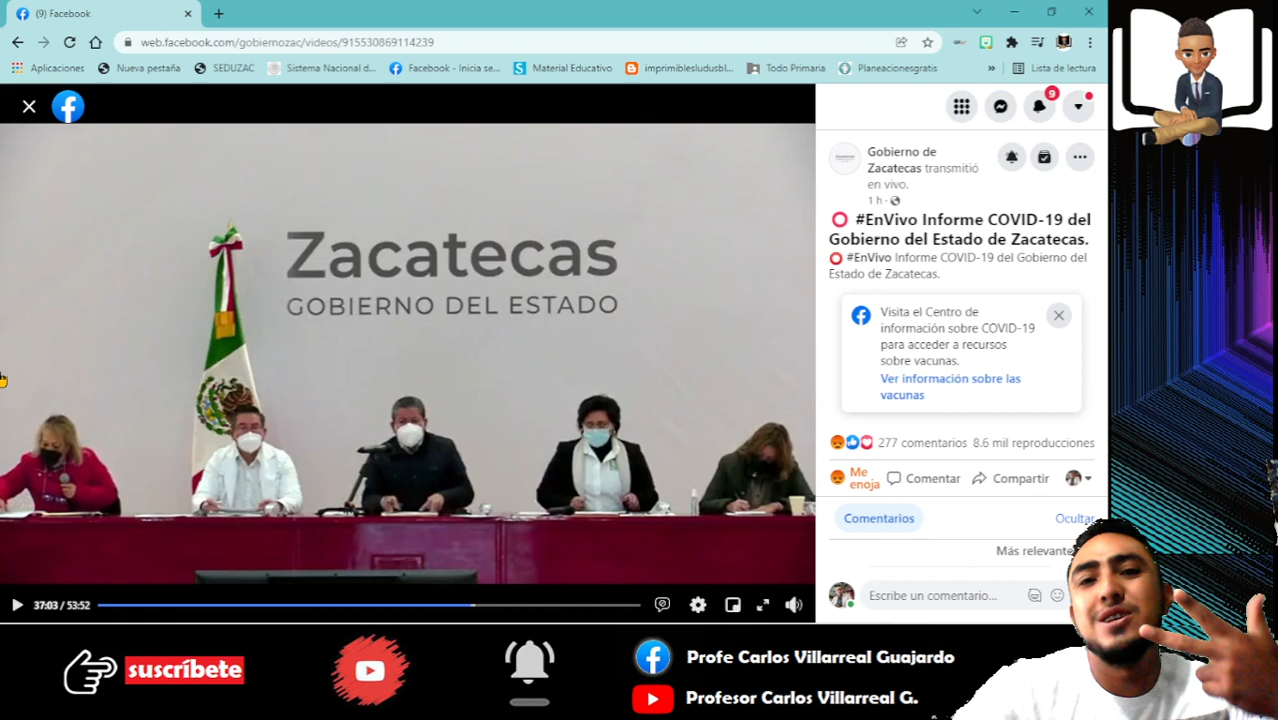 (9) Facebook
web.facebook.com/gobiernozac/videos/915530869114239
Aplicaciones
Nueva pestaña
SEDUZAC
Sistema Nacional d...
Facebook - Inicia se...
Material Educativo
imprimiblesludusbl...
Todo Primaria
Planeacionesgratis
»
Lista de lectura
9
Zacatecas
GOBIERNO DEL ESTADO
37:03 / 53:52
Gobierno de
Zacatecas transmitió
en vivo.
1 h ·
#EnVivo Informe COVID-19 del
Gobierno del Estado de Zacatecas.
#EnVivo Informe COVID-19 del Gobierno del
Estado de Zacatecas.
Visita el Centro de
información sobre COVID-19
para acceder a recursos
sobre vacunas.
Ver información sobre las
vacunas
277 comentarios 8.6 mil reproducciones
Me
enoja
Comentar
Compartir
Comentarios
Ocultar
Más relevante
Escribe un comentario...
suscríbete
Profe Carlos Villarreal Guajardo
Profesor Carlos Villarreal G.